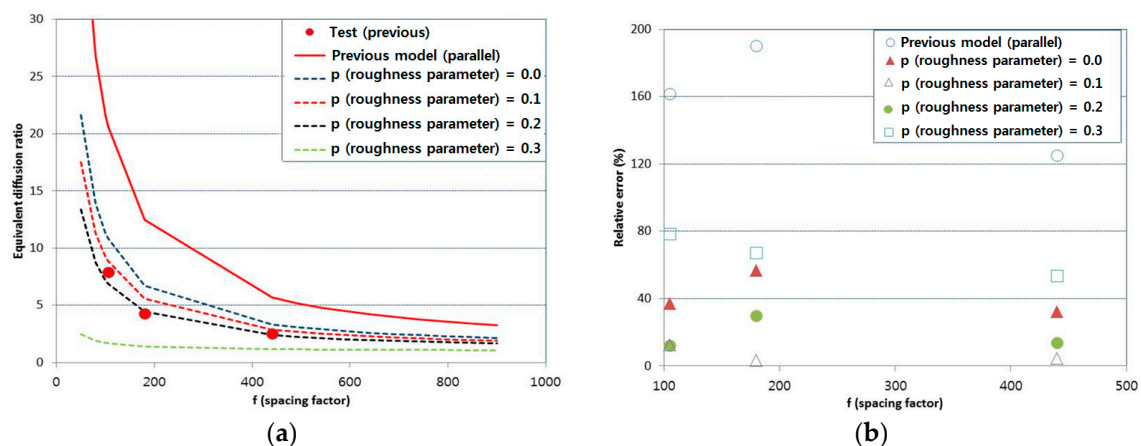 30
25
20
15
10
5
0
0
200
400
600
800
1000
Equivalent diffusion ratio
f (spacing factor)
Test (previous)
Previous model (parallel)
p (roughness parameter) = 0.0
p (roughness parameter) = 0.1
p (roughness parameter) = 0.2
p (roughness parameter) = 0.3
(a)
200
160
120
80
40
0
100
200
300
400
500
Relative error (%)
f (spacing factor)
Previous model (parallel)
p (roughness parameter) = 0.0
p (roughness parameter) = 0.1
p (roughness parameter) = 0.2
p (roughness parameter) = 0.3
(b)